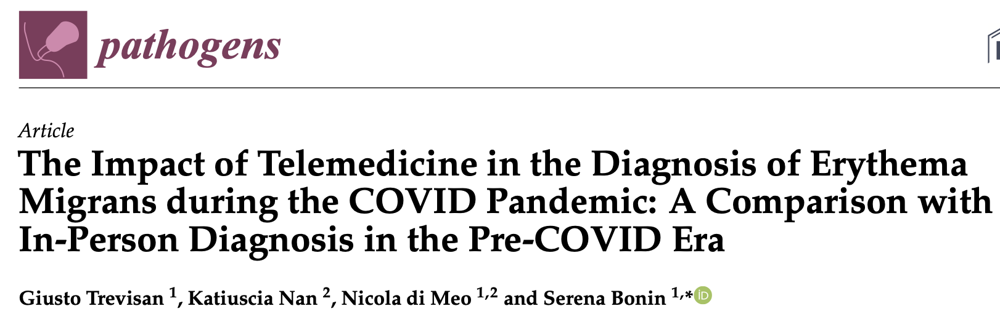 pathogens
Article
The Impact of Telemedicine in the Diagnosis of Erythema
Migrans during the COVID Pandemic: A Comparison with
In-Person Diagnosis in the Pre-COVID Era
Giusto Trevisan 1, Katiuscia Nan 2, Nicola di Meo 1,2 and Serena Bonin 1,* iD